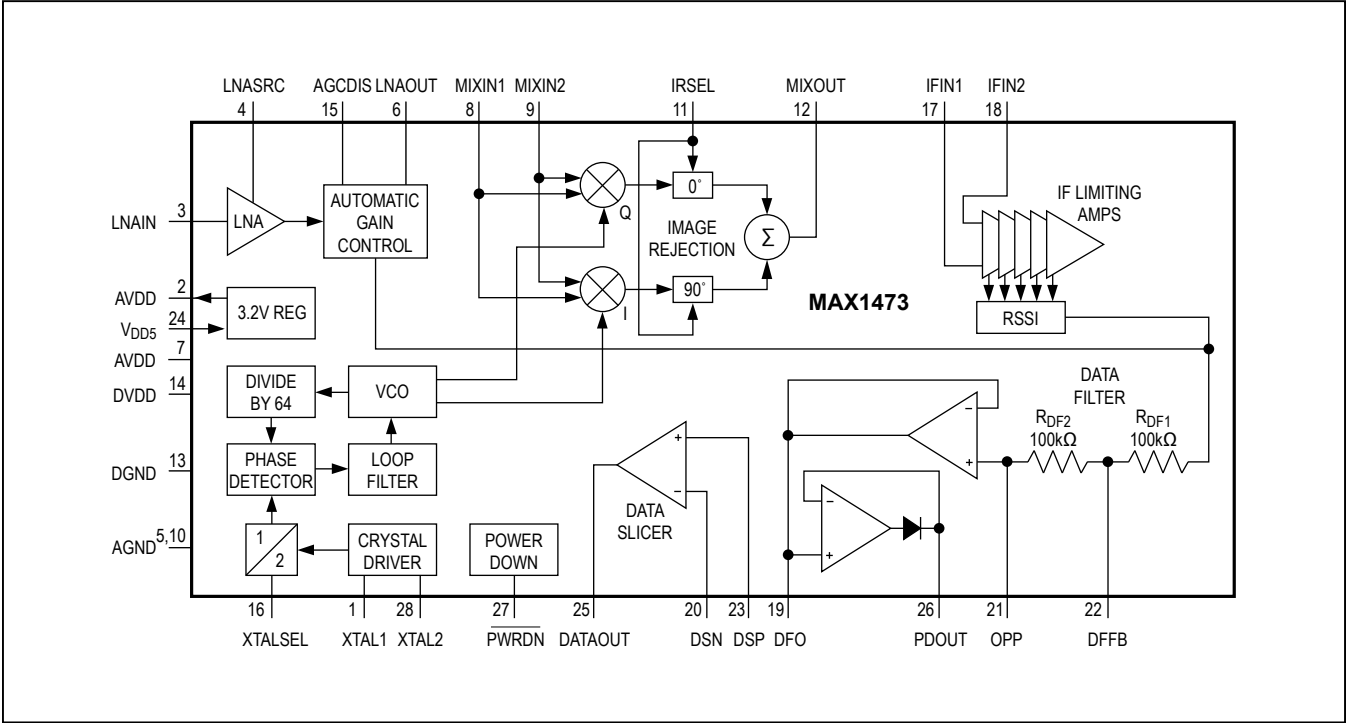 LNASRC
4
AGCDIS
15
LNAOUT
6
MIXIN1
8
MIXIN2
9
IRSEL
11
MIXOUT
12
IFIN1
17
IFIN2
18
LNAIN
3
LNA
AUTOMATIC
GAIN
CONTROL
Q
0°
IMAGE
REJECTION
Σ
I
90°
MAX1473
IF LIMITING
AMPS
RSSI
AVDD
2
3.2V REG
VDD5
24
AVDD
7
DVDD
14
DIVIDE
BY 64
VCO
DGND
13
PHASE
DETECTOR
LOOP
FILTER
AGND
5,10
1
2
CRYSTAL
DRIVER
POWER
DOWN
+
−
DATA
SLICER
−
+
−
+
DATA
FILTER
RDF2
100kΩ
RDF1
100kΩ
16
XTALSEL
1
XTAL1
28
XTAL2
27
PWRDN
25
DATAOUT
20
DSN
23
DSP
19
DFO
26
PDOUT
21
OPP
22
DFFB